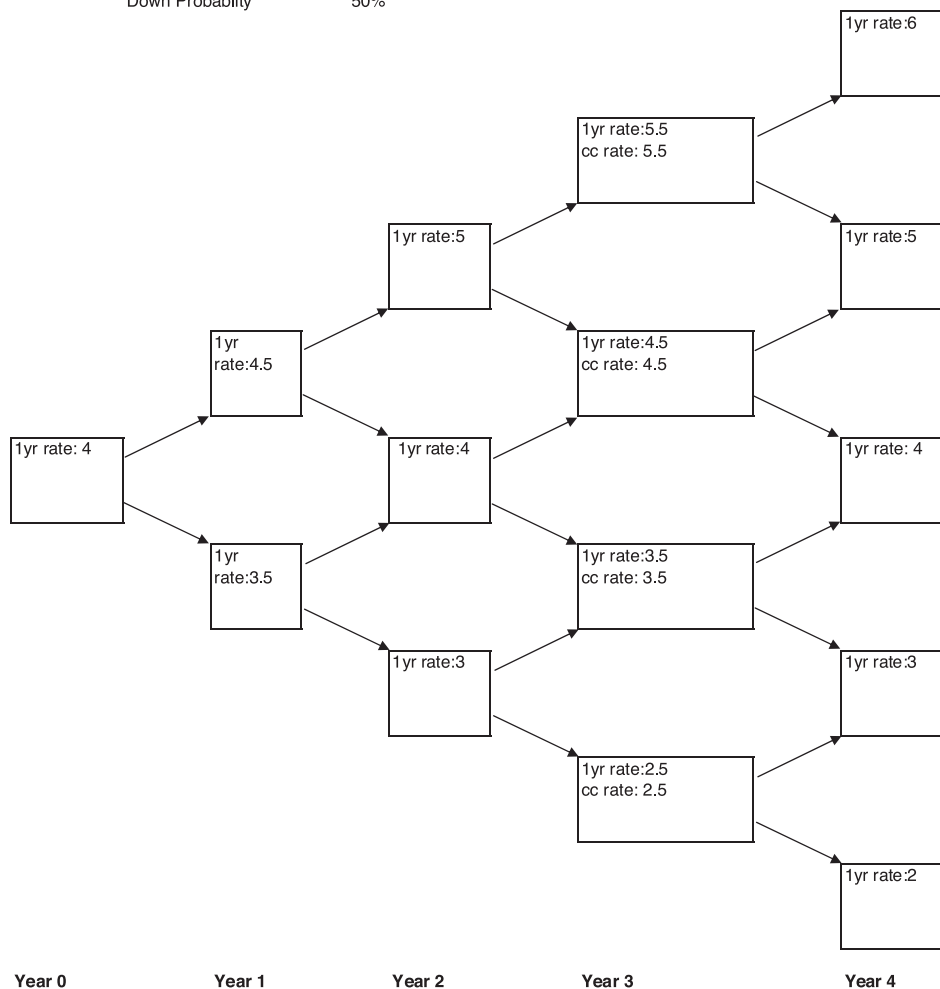 Down Probability 50%
1yr rate:6
1yr rate:5.5
cc rate: 5.5
1yr rate:5
1yr rate:5
1yr
rate:4.5
1yr rate:4.5
cc rate: 4.5
1yr rate: 4
1yr rate:4
1yr rate: 4
1yr
rate:3.5
1yr rate:3.5
cc rate: 3.5
1yr rate:3
1yr rate:3
1yr rate:2.5
cc rate: 2.5
1yr rate:2
Year 0 Year 1 Year 2 Year 3 Year 4